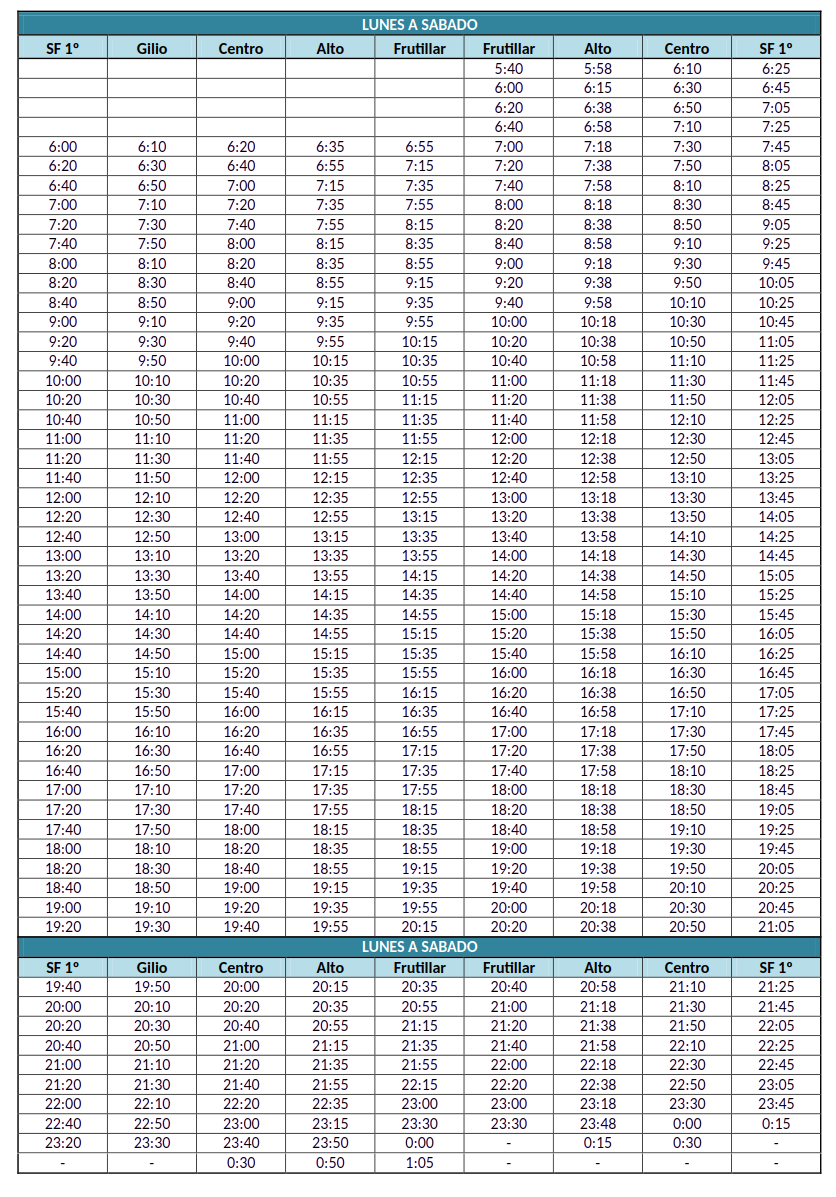 LUNES A SABADO
SF 1º Gilio Centro Alto Frutillar Frutillar Alto Centro SF 1º
5:40 5:58 6:10 6:25
6:00 6:15 6:30 6:45
6:20 6:38 6:50 7:05
6:40 6:58 7:10 7:25
6:00 6:10 6:20 6:35 6:55 7:00 7:18 7:30 7:45
6:20 6:30 6:40 6:55 7:15 7:20 7:38 7:50 8:05
6:40 6:50 7:00 7:15 7:35 7:40 7:58 8:10 8:25
7:00 7:10 7:20 7:35 7:55 8:00 8:18 8:30 8:45
7:20 7:30 7:40 7:55 8:15 8:20 8:38 8:50 9:05
7:40 7:50 8:00 8:15 8:35 8:40 8:58 9:10 9:25
8:00 8:10 8:20 8:35 8:55 9:00 9:18 9:30 9:45
8:20 8:30 8:40 8:55 9:15 9:20 9:38 9:50 10:05
8:40 8:50 9:00 9:15 9:35 9:40 9:58 10:10 10:25
9:00 9:10 9:20 9:35 9:55 10:00 10:18 10:30 10:45
9:20 9:30 9:40 9:55 10:15 10:20 10:38 10:50 11:05
9:40 9:50 10:00 10:15 10:35 10:40 10:58 11:10 11:25
10:00 10:10 10:20 10:35 10:55 11:00 11:18 11:30 11:45
10:20 10:30 10:40 10:55 11:15 11:20 11:38 11:50 12:05
10:40 10:50 11:00 11:15 11:35 11:40 11:58 12:10 12:25
11:00 11:10 11:20 11:35 11:55 12:00 12:18 12:30 12:45
11:20 11:30 11:40 11:55 12:15 12:20 12:38 12:50 13:05
11:40 11:50 12:00 12:15 12:35 12:40 12:58 13:10 13:25
12:00 12:10 12:20 12:35 12:55 13:00 13:18 13:30 13:45
12:20 12:30 12:40 12:55 13:15 13:20 13:38 13:50 14:05
12:40 12:50 13:00 13:15 13:35 13:40 13:58 14:10 14:25
13:00 13:10 13:20 13:35 13:55 14:00 14:18 14:30 14:45
13:20 13:30 13:40 13:55 14:15 14:20 14:38 14:50 15:05
13:40 13:50 14:00 14:15 14:35 14:40 14:58 15:10 15:25
14:00 14:10 14:20 14:35 14:55 15:00 15:18 15:30 15:45
14:20 14:30 14:40 14:55 15:15 15:20 15:38 15:50 16:05
14:40 14:50 15:00 15:15 15:35 15:40 15:58 16:10 16:25
15:00 15:10 15:20 15:35 15:55 16:00 16:18 16:30 16:45
15:20 15:30 15:40 15:55 16:15 16:20 16:38 16:50 17:05
15:40 15:50 16:00 16:15 16:35 16:40 16:58 17:10 17:25
16:00 16:10 16:20 16:35 16:55 17:00 17:18 17:30 17:45
16:20 16:30 16:40 16:55 17:15 17:20 17:38 17:50 18:05
16:40 16:50 17:00 17:15 17:35 17:40 17:58 18:10 18:25
17:00 17:10 17:20 17:35 17:55 18:00 18:18 18:30 18:45
17:20 17:30 17:40 17:55 18:15 18:20 18:38 18:50 19:05
17:40 17:50 18:00 18:15 18:35 18:40 18:58 19:10 19:25
18:00 18:10 18:20 18:35 18:55 19:00 19:18 19:30 19:45
18:20 18:30 18:40 18:55 19:15 19:20 19:38 19:50 20:05
18:40 18:50 19:00 19:15 19:35 19:40 19:58 20:10 20:25
19:00 19:10 19:20 19:35 19:55 20:00 20:18 20:30 20:45
19:20 19:30 19:40 19:55 20:15 20:20 20:38 20:50 21:05
LUNES A SABADO
SF 1º Gilio Centro Alto Frutillar Frutillar Alto Centro SF 1º
19:40 19:50 20:00 20:15 20:35 20:40 20:58 21:10 21:25
20:00 20:10 20:20 20:35 20:55 21:00 21:18 21:30 21:45
20:20 20:30 20:40 20:55 21:15 21:20 21:38 21:50 22:05
20:40 20:50 21:00 21:15 21:35 21:40 21:58 22:10 22:25
21:00 21:10 21:20 21:35 21:55 22:00 22:18 22:30 22:45
21:20 21:30 21:40 21:55 22:15 22:20 22:38 22:50 23:05
22:00 22:10 22:20 22:35 23:00 23:00 23:18 23:30 23:45
22:40 22:50 23:00 23:15 23:30 23:30 23:48 0:00 0:15
23:20 23:30 23:40 23:50 0:00 - 0:15 0:30 -
- - 0:30 0:50 1:05 - - - -